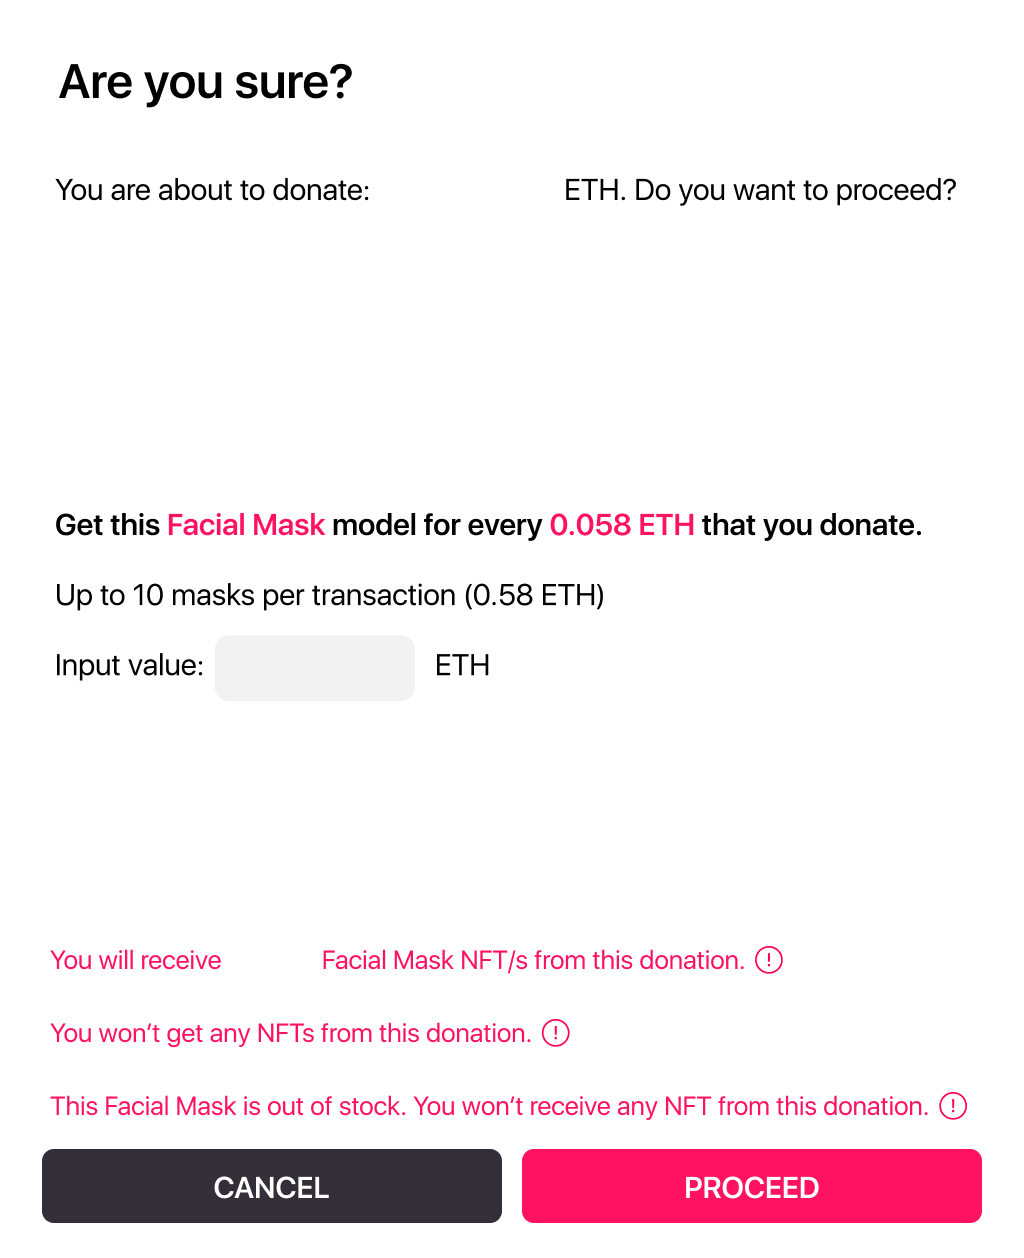 Are you sure?
You are about to donate: ETH. Do you want to proceed?
Get this Facial Mask model for every 0.058 ETH that you donate.
Up to 10 masks per transaction (0.58 ETH)
Input value: ETH
You will receive Facial Mask NFT/s from this donation. !
You won’t get any NFTs from this donation. !
This Facial Mask is out of stock. You won’t receive any NFT from this donation. !
CANCEL PROCEED